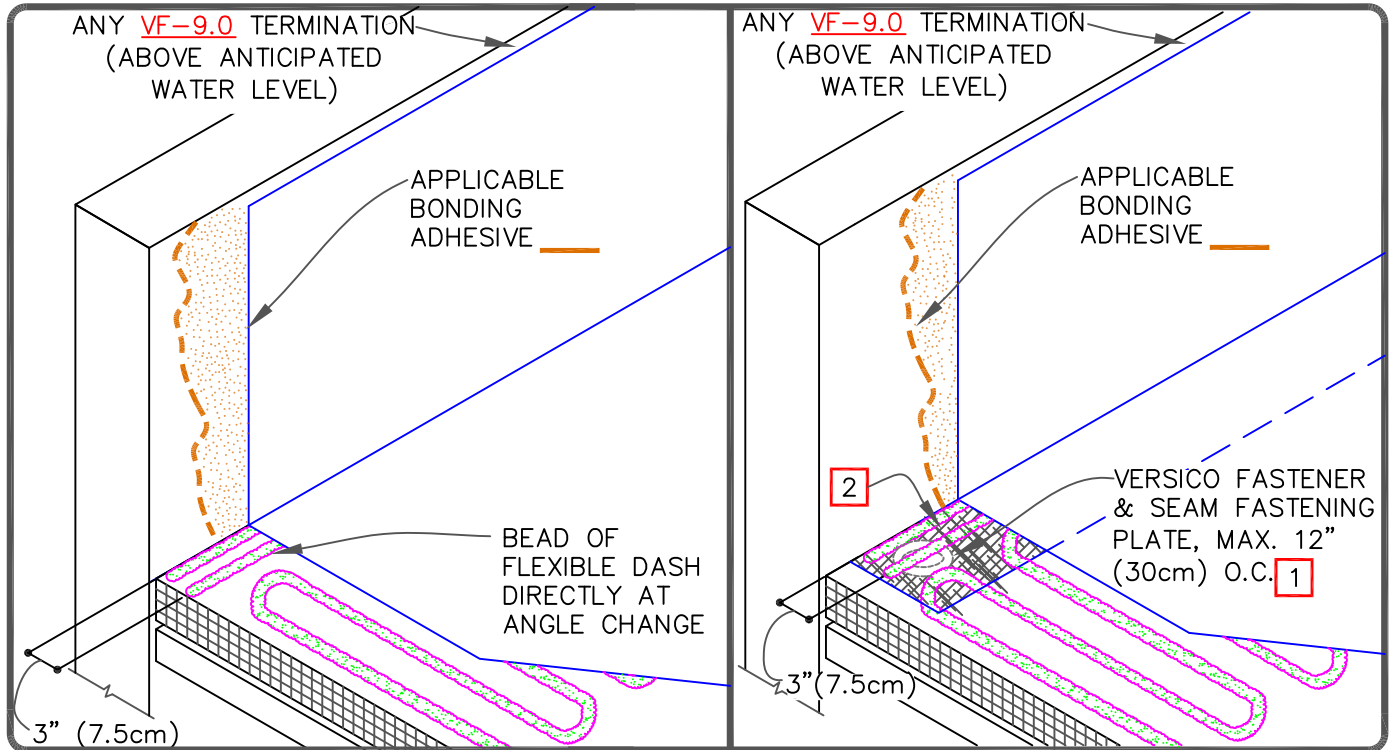 ANY VF-9.0 TERMINATION
(ABOVE ANTICIPATED
WATER LEVEL)
APPLICABLE
BONDING
ADHESIVE
BEAD OF
FLEXIBLE DASH
DIRECTLY AT
ANGLE CHANGE
3" (7.5cm)
ANY VF-9.0 TERMINATION
(ABOVE ANTICIPATED
WATER LEVEL)
APPLICABLE
BONDING
ADHESIVE
2
VERSICO FASTENER
& SEAM FASTENING
PLATE, MAX. 12"
(30cm) O.C. 1
3"(7.5cm)